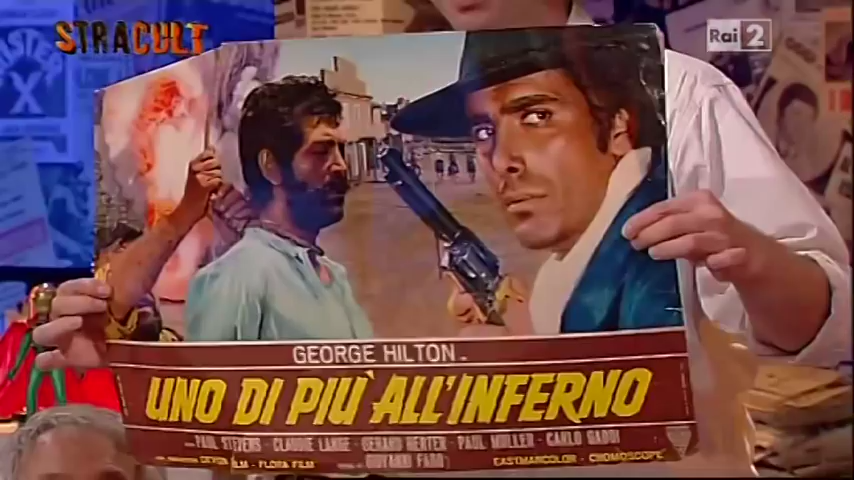 STRACULT
Rai 2
GEORGE HILTON
UNO DI PIU' ALL'INFERNO
PAUL STEVENS - CLAUDIE LANGE - GERARD HERTER - PAUL MULLER - CARLO GADDI
FLORA FILM
GIOVANNI FAGO
EASTMANCOLOR - CROMOSCOPE